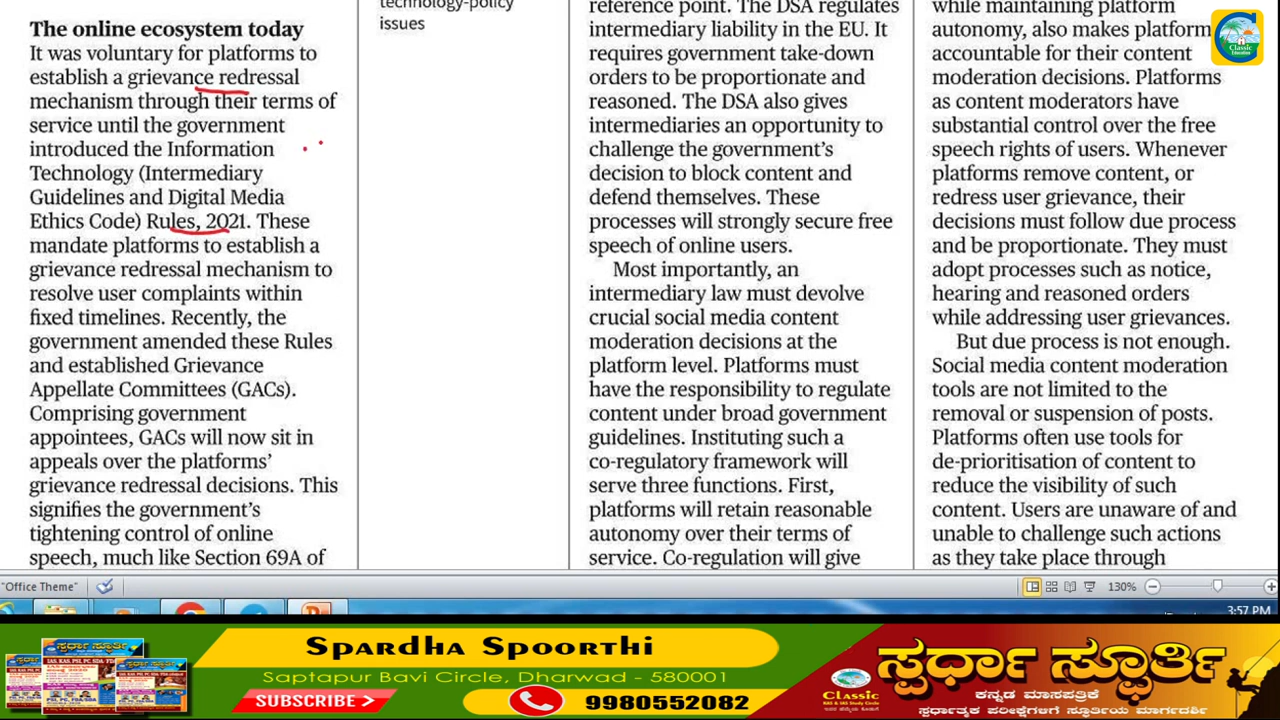 The online ecosystem today
It was voluntary for platforms to
establish a grievance redressal
mechanism through their terms of
service until the government
introduced the Information
Technology (Intermediary
Guidelines and Digital Media
Ethics Code) Rules, 2021. These
mandate platforms to establish a
grievance redressal mechanism to
resolve user complaints within
fixed timelines. Recently, the
government amended these Rules
and established Grievance
Appellate Committees (GACs).
Comprising government
appointees, GACs will now sit in
appeals over the platforms’
grievance redressal decisions. This
signifies the government’s
tightening control of online
speech, much like Section 69A of
technology-policy
issues
reference point. The DSA regulates
intermediary liability in the EU. It
requires government take-down
orders to be proportionate and
reasoned. The DSA also gives
intermediaries an opportunity to
challenge the government’s
decision to block content and
defend themselves. These
processes will strongly secure free
speech of online users.
Most importantly, an
intermediary law must devolve
crucial social media content
moderation decisions at the
platform level. Platforms must
have the responsibility to regulate
content under broad government
guidelines. Instituting such a
co-regulatory framework will
serve three functions. First,
platforms will retain reasonable
autonomy over their terms of
service. Co-regulation will give
while maintaining platform
autonomy, also makes platform
accountable for their content
moderation decisions. Platforms
as content moderators have
substantial control over the free
speech rights of users. Whenever
platforms remove content, or
redress user grievance, their
decisions must follow due process
and be proportionate. They must
adopt processes such as notice,
hearing and reasoned orders
while addressing user grievances.
But due process is not enough.
Social media content moderation
tools are not limited to the
removal or suspension of posts.
Platforms often use tools for
de-prioritisation of content to
reduce the visibility of such
content. Users are unaware of and
unable to challenge such actions
as they take place through
Classic
Education
"Office Theme"
130%
3:57 PM
Spardha Spoorthi
Saptapur Bavi Circle, Dharwad - 580001
SUBSCRIBE >>
9980552082
Classic
ಸ್ಪರ್ಧಾ ಸ್ಫೂರ್ತಿ
ಕನ್ನಡ ಮಾಸಪತ್ರಿಕೆ
ಸ್ಪರ್ಧಾತ್ಮಕ ಪರೀಕ್ಷೆಗಳಿಗೆ ಸ್ಫೂರ್ತಿಯ ಮಾರ್ಗದರ್ಶಿ